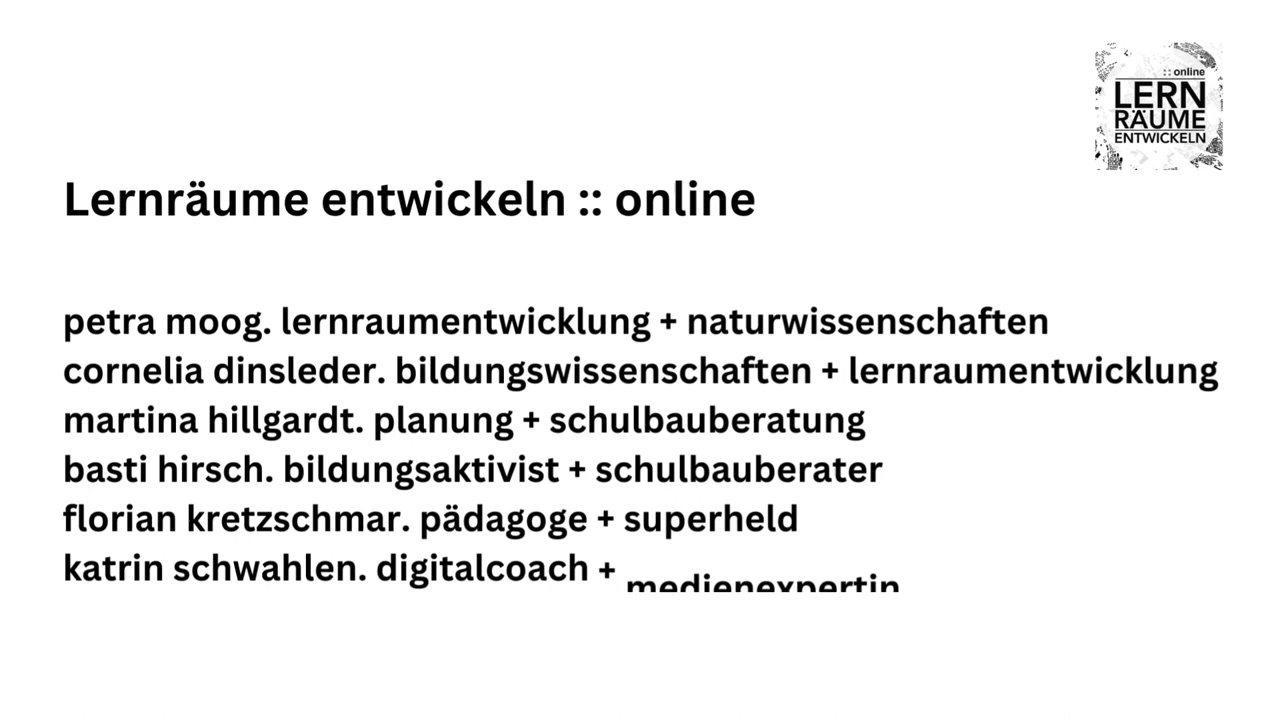 :: online
LERN
RÄUME
ENTWICKELN
Lernräume entwickeln :: online
petra moog. lernraumentwicklung + naturwissenschaften
cornelia dinsleder. bildungswissenschaften + lernraumentwicklung
martina hillgardt. planung + schulbauberatung
basti hirsch. bildungsaktivist + schulbauberater
florian kretzschmar. pädagoge + superheld
katrin schwahlen. digitalcoach + medienexpertin